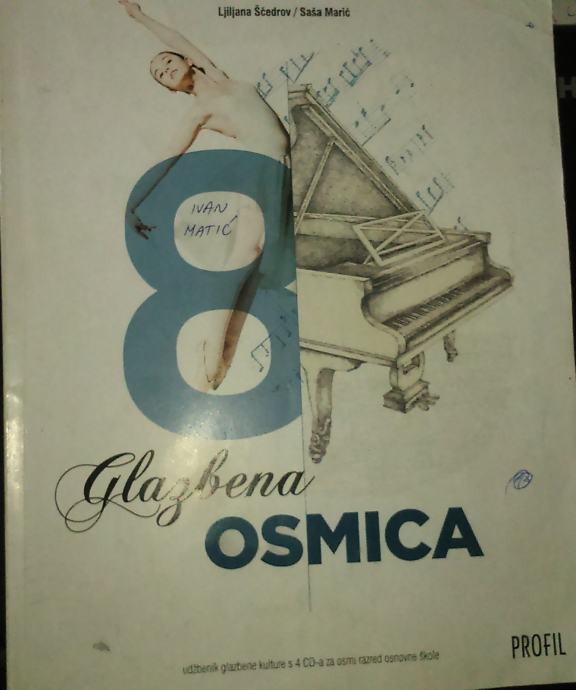 Ljiljana Ščedrov / Saša Marić
8
IVAN
MATIĆ
Glazbena
OSMICA
PROFIL
udžbenik glazbene kulture s 4 CD-a za osmi razred osnovne škole